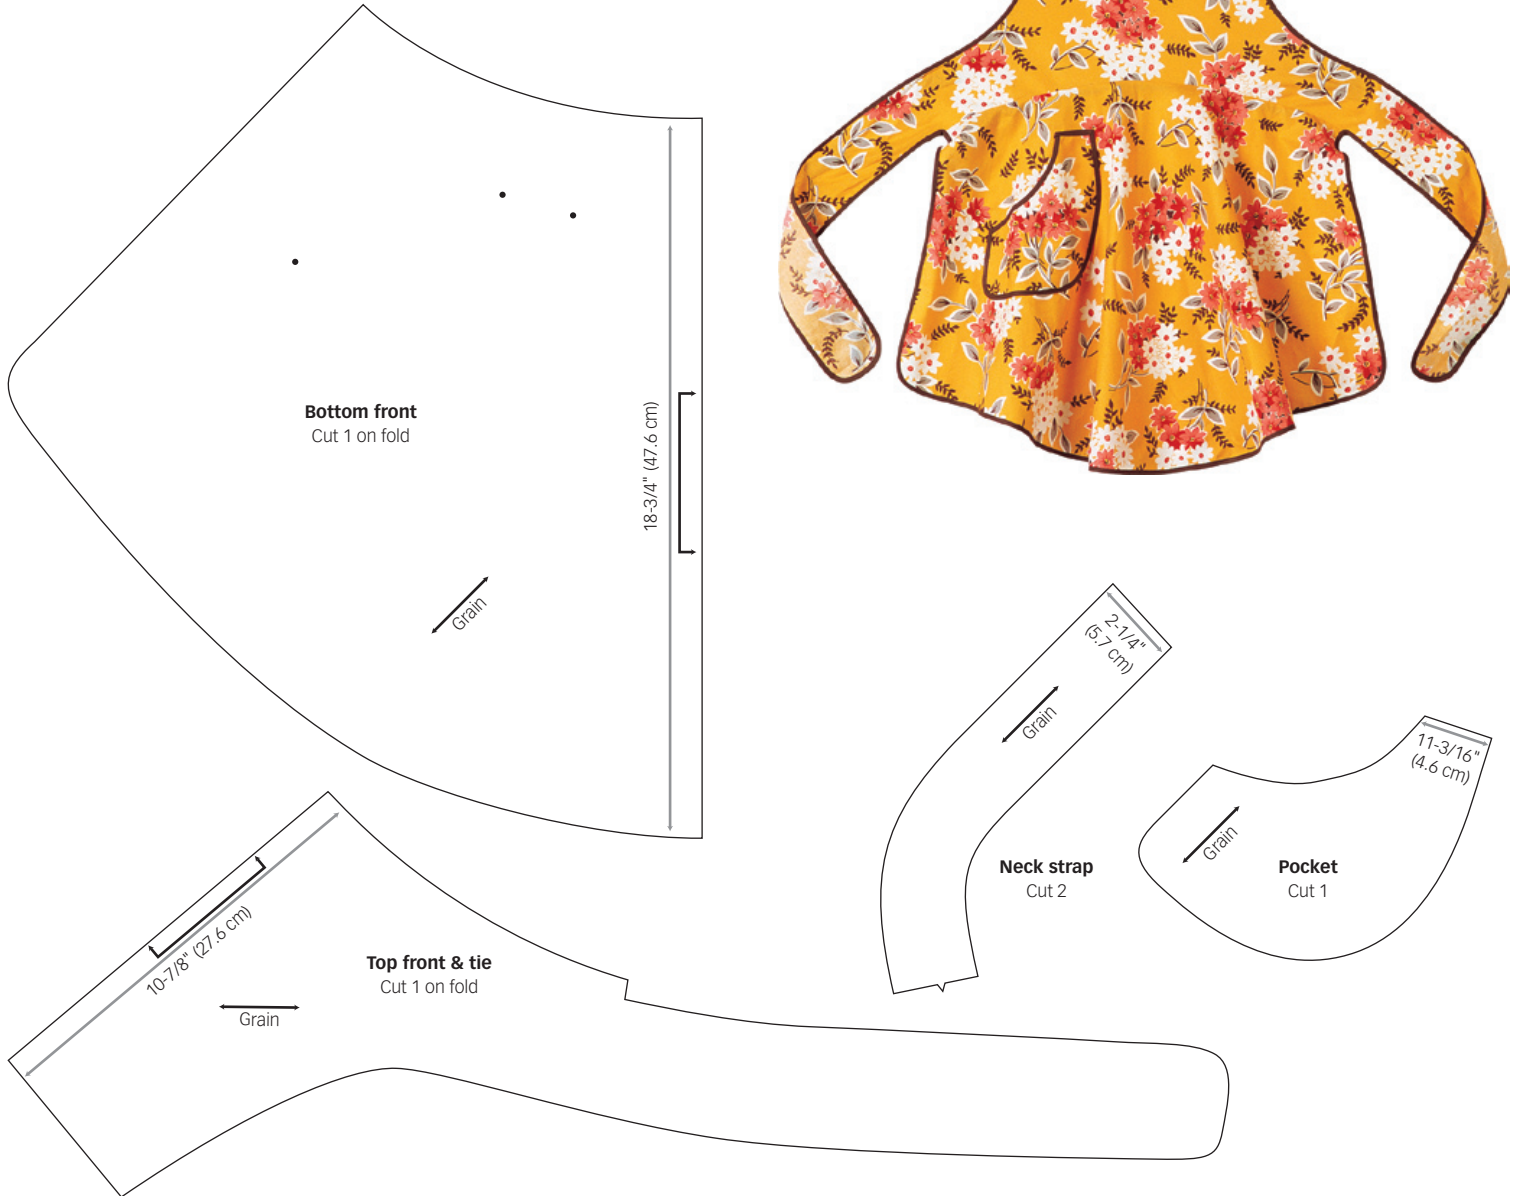 Bottom front
Cut 1 on fold
18-3/4" (47.6 cm)
Grain
2-1/4"
(5.7 cm)
Grain
11-3/16"
(4.6 cm)
Grain
Neck strap
Cut 2
Pocket
Cut 1
10-7/8" (27.6 cm)
Top front & tie
Cut 1 on fold
Grain